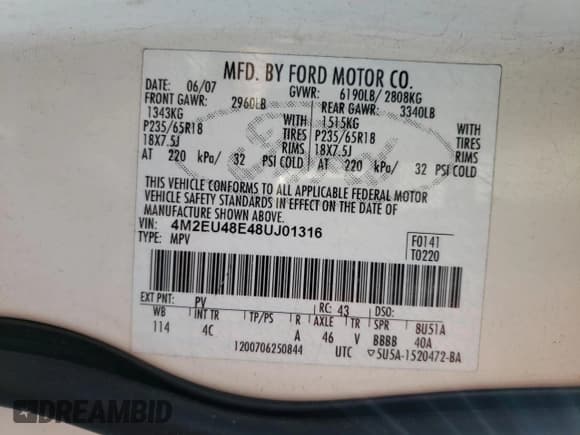 MFD. BY FORD MOTOR CO.
DATE: 06/07 GVWR: 6190LB/ 2808KG
FRONT GAWR: 2960LB REAR GAWR: 3340LB
1343KG WITH 1515KG WITH
P235/65R18 TIRES P235/65R18 TIRES
18X7.5J RIMS 18X7.5J RIMS
AT 220 kPa/ 32 PSI COLD AT 220 kPa/ 32 PSI COLD
Ford
THIS VEHICLE CONFORMS TO ALL APPLICABLE FEDERAL MOTOR
VEHICLE SAFETY STANDARDS IN EFFECT ON THE DATE OF
MANUFACTURE SHOWN ABOVE.
VIN: 4M2EU48E48UJ01316
TYPE: MPV
F0141
T0220
EXT PNT: PV RC: 43 DSO:
WB INT TR TP/PS R AXLE TR SPR 8U51A
114 4C A 46 V BBBB 40A
1200706250844 UTC 5U5A-1520472-BA
DREAMBID